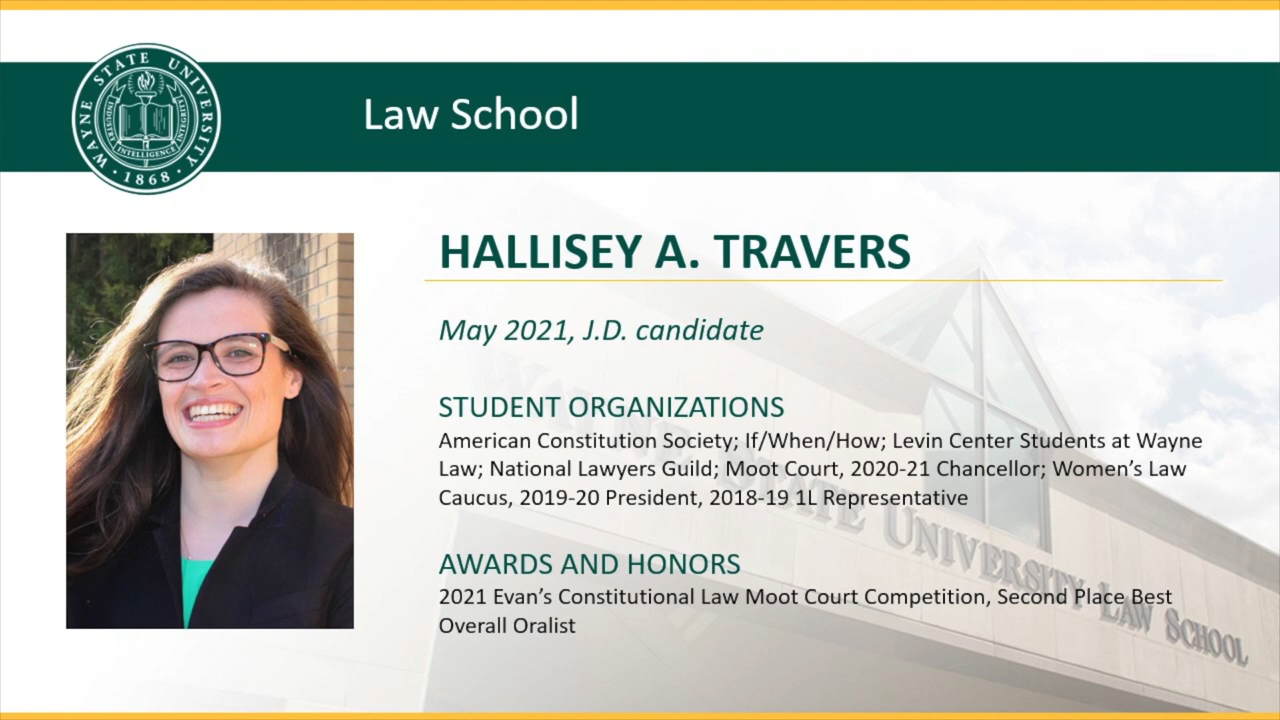 WAYNE STATE UNIVERSITY
INDUSTRY
INTELLIGENCE
INTEGRITY
1868
Law School
HALLISEY A. TRAVERS
May 2021, J.D. candidate
STUDENT ORGANIZATIONS
American Constitution Society; If/When/How; Levin Center Students at Wayne
Law; National Lawyers Guild; Moot Court, 2020-21 Chancellor; Women’s Law
Caucus, 2019-20 President, 2018-19 1L Representative
AWARDS AND HONORS
2021 Evan’s Constitutional Law Moot Court Competition, Second Place Best
Overall Oralist
WAYNE STATE UNIVERSITY LAW SCHOOL